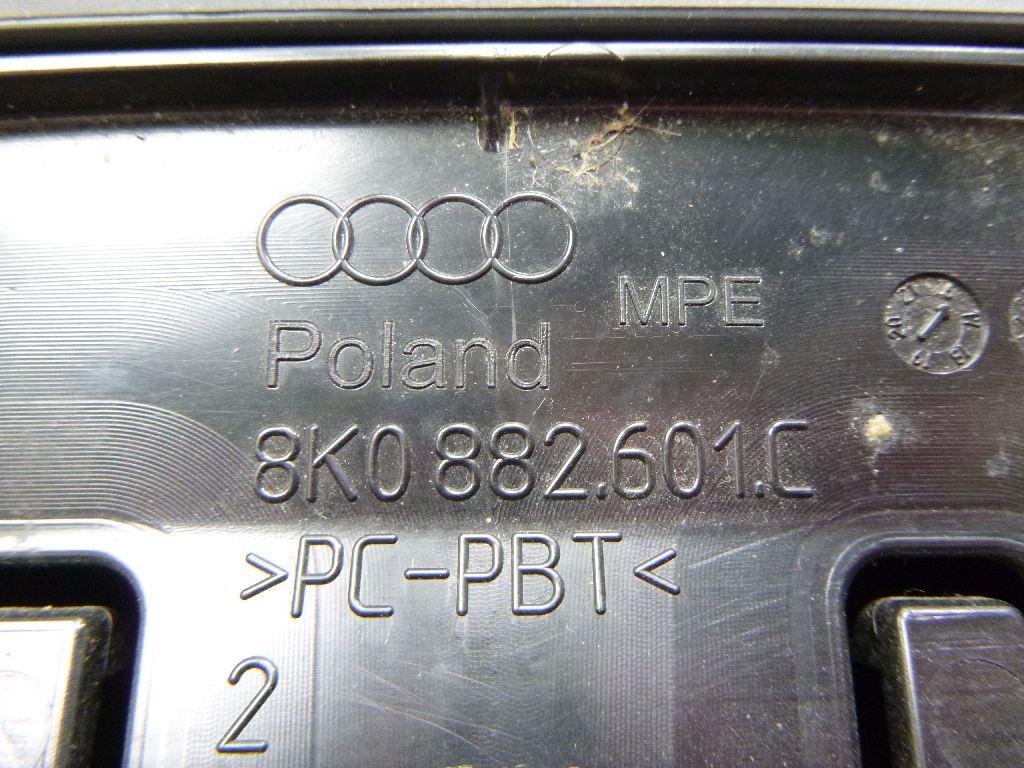 MPE
Poland
8K0 882.601.C
>PC-PBT<
2